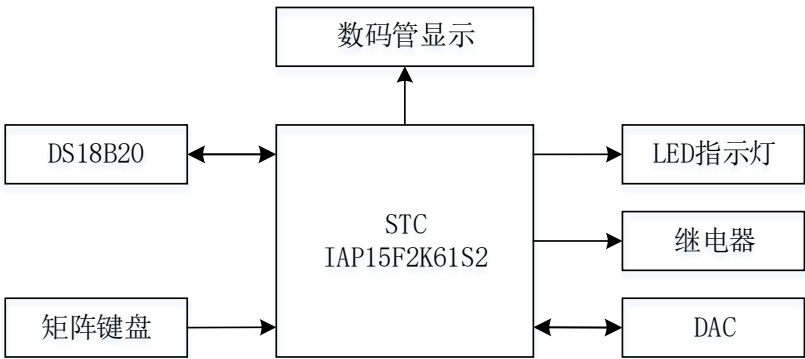 数码管显示
DS18B20
LED指示灯
STC
IAP15F2K61S2
继电器
矩阵键盘
DAC